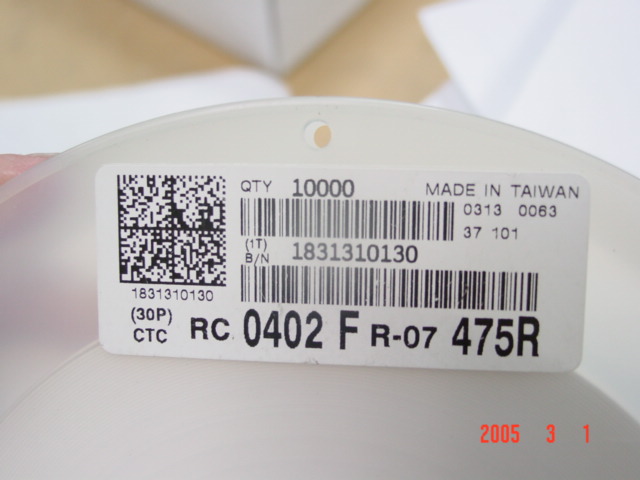 QTY 10000 MADE IN TAIWAN
0313 0063
37 101
(1T)
B/N 1831310130
1831310130
(30P)
CTC RC 0402 F R-07 475R
2005 3 1